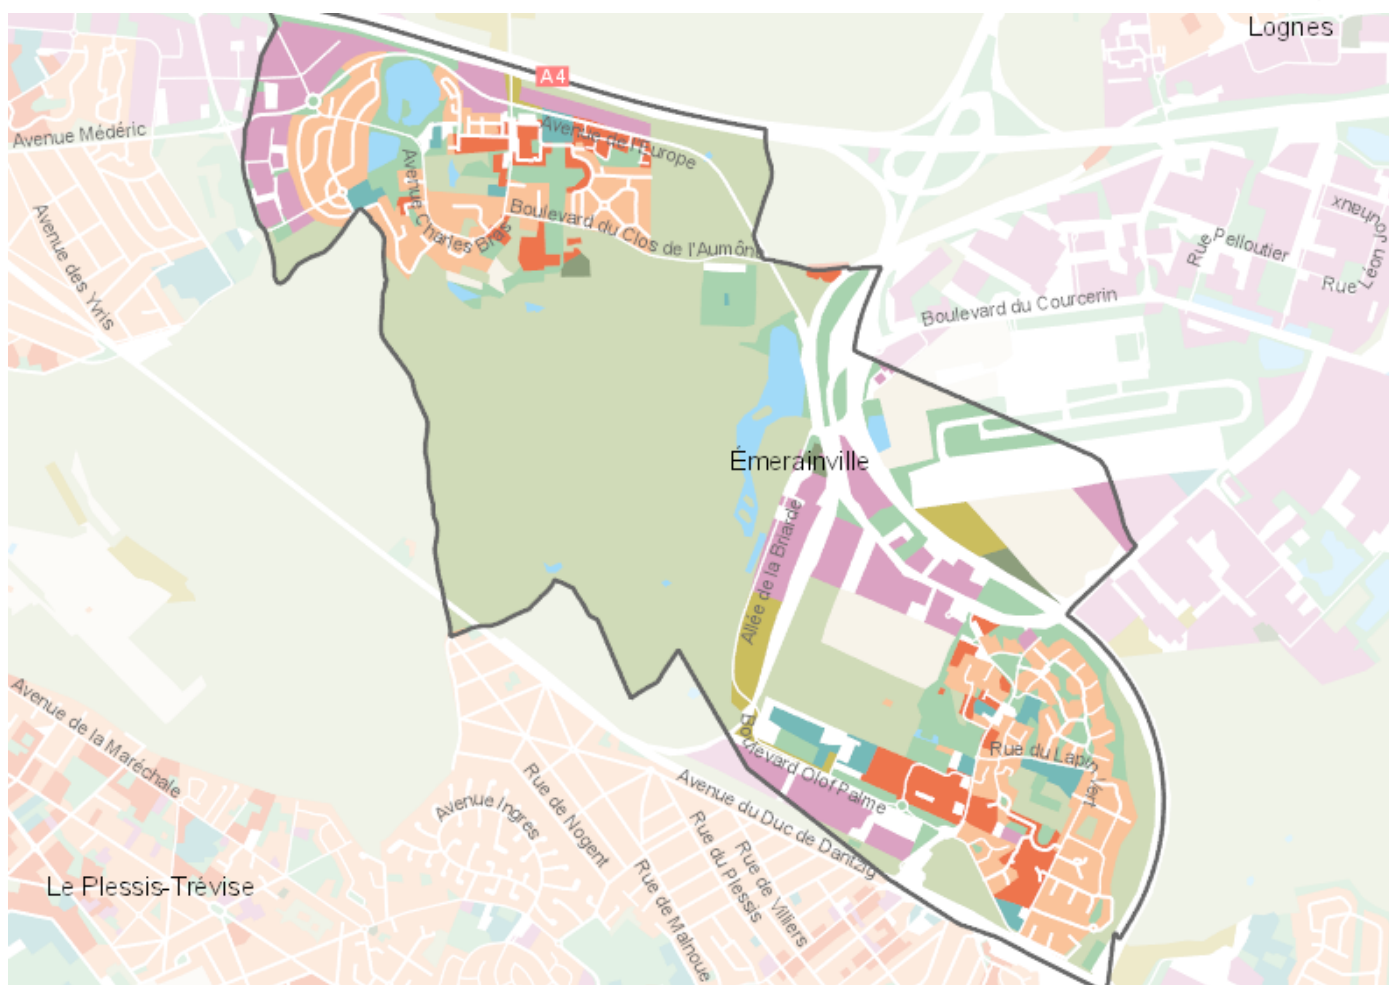 Lognes
A4
Avenue Médéric
Avenue de l'Europe
Avenue Charles Bras
Avenue des Yvris
Boulevard du Clos de l'Aumône
Rue Pelloutier
Rue Léon Jouhaux
Boulevard du Courcerin
Émerainville
Allée de la Briarde
Avenue de la Maréchale
Boulevard Olof Palme
Rue du Lapin Vert
Avenue du Duc de Dantzig
Avenue Ingres
Rue de Nogent
Rue du Plessis
Rue de Villiers
Rue de Malnoue
Le Plessis-Trévise